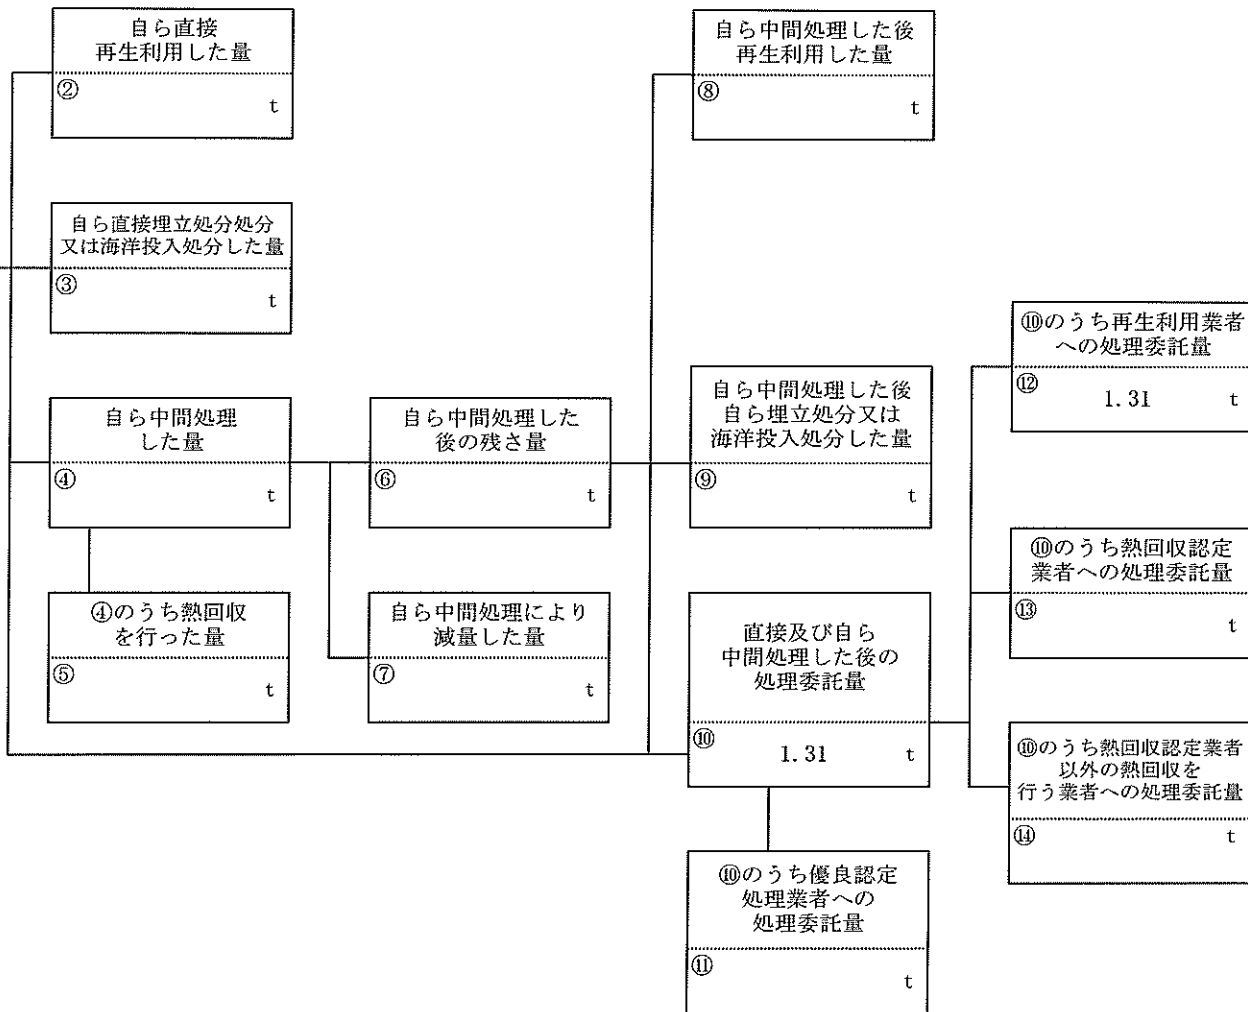 自ら直接
再生利用した量
②
t
自ら中間処理した後
再生利用した量
⑧
t
自ら直接埋立処分処分
又は海洋投入処分した量
③
t
⑩のうち再生利用業者
への処理委託量
⑫
1.31 t
自ら中間処理
した量
④
t
自ら中間処理した
後の残さ量
⑥
t
自ら中間処理した後
自ら埋立処分又は
海洋投入処分した量
⑨
t
⑩のうち熱回収認定
業者への処理委託量
⑬
t
④のうち熱回収
を行った量
⑤
t
自ら中間処理により
減量した量
⑦
t
直接及び自ら
中間処理した後の
処理委託量
⑩
1.31 t
⑩のうち熱回収認定業者
以外の熱回収を
行う業者への処理委託量
⑭
t
⑩のうち優良認定
処理業者への
処理委託量
⑪
t